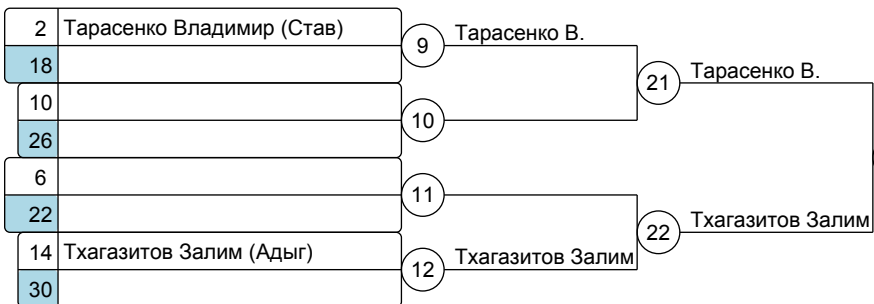 2 Тарасенко Владимир (Став)
9 Тарасенко В.
18
21 Тарасенко В.
10
10
26
6
11
22
22 Тхагазитов Залим
14 Тхагазитов Залим (Адыг)
12 Тхагазитов Залим
30